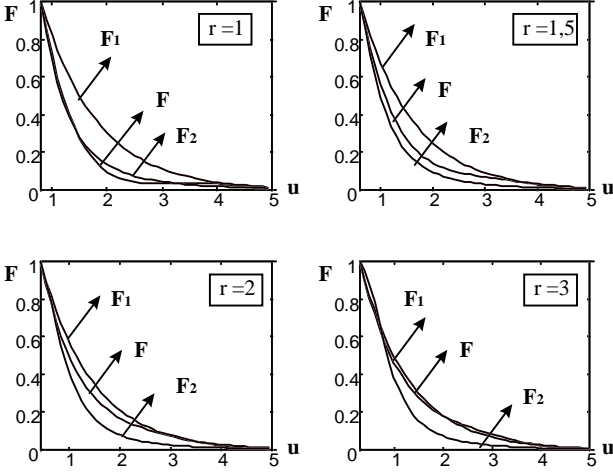 F 1 r =1 F 1 r =1,5
F1 F1
0.8 0.8
0.6 F 0.6 F
0.4 F2 0.4 F2
0.2 0.2
0 1 2 3 4 5 u 0 1 2 3 4 5 u
F 1 r =2 F 1 r =3
0.8 F1 0.8 F1
0.6 F 0.6 F
0.4 F2 0.4 F2
0.2 0.2
0 1 2 3 4 5 u 0 1 2 3 4 5 u